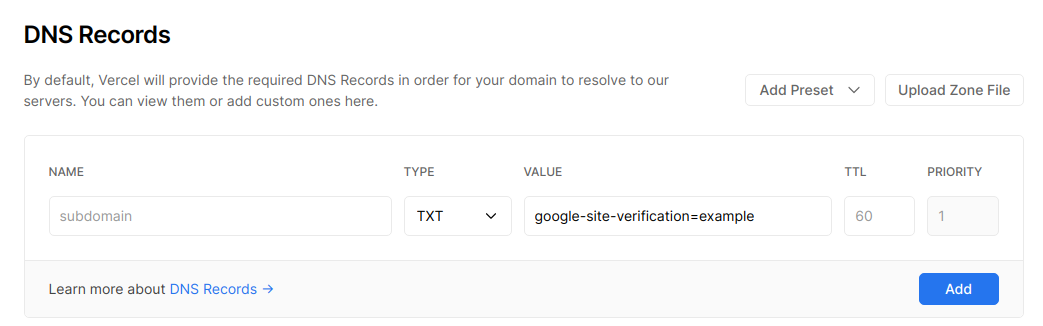 DNS Records
By default, Vercel will provide the required DNS Records in order for your domain to resolve to our
servers. You can view them or add custom ones here.
Add Preset
Upload Zone File
NAME
TYPE
VALUE
TTL
PRIORITY
subdomain
TXT
google-site-verification=example
60
1
Learn more about DNS Records →
Add